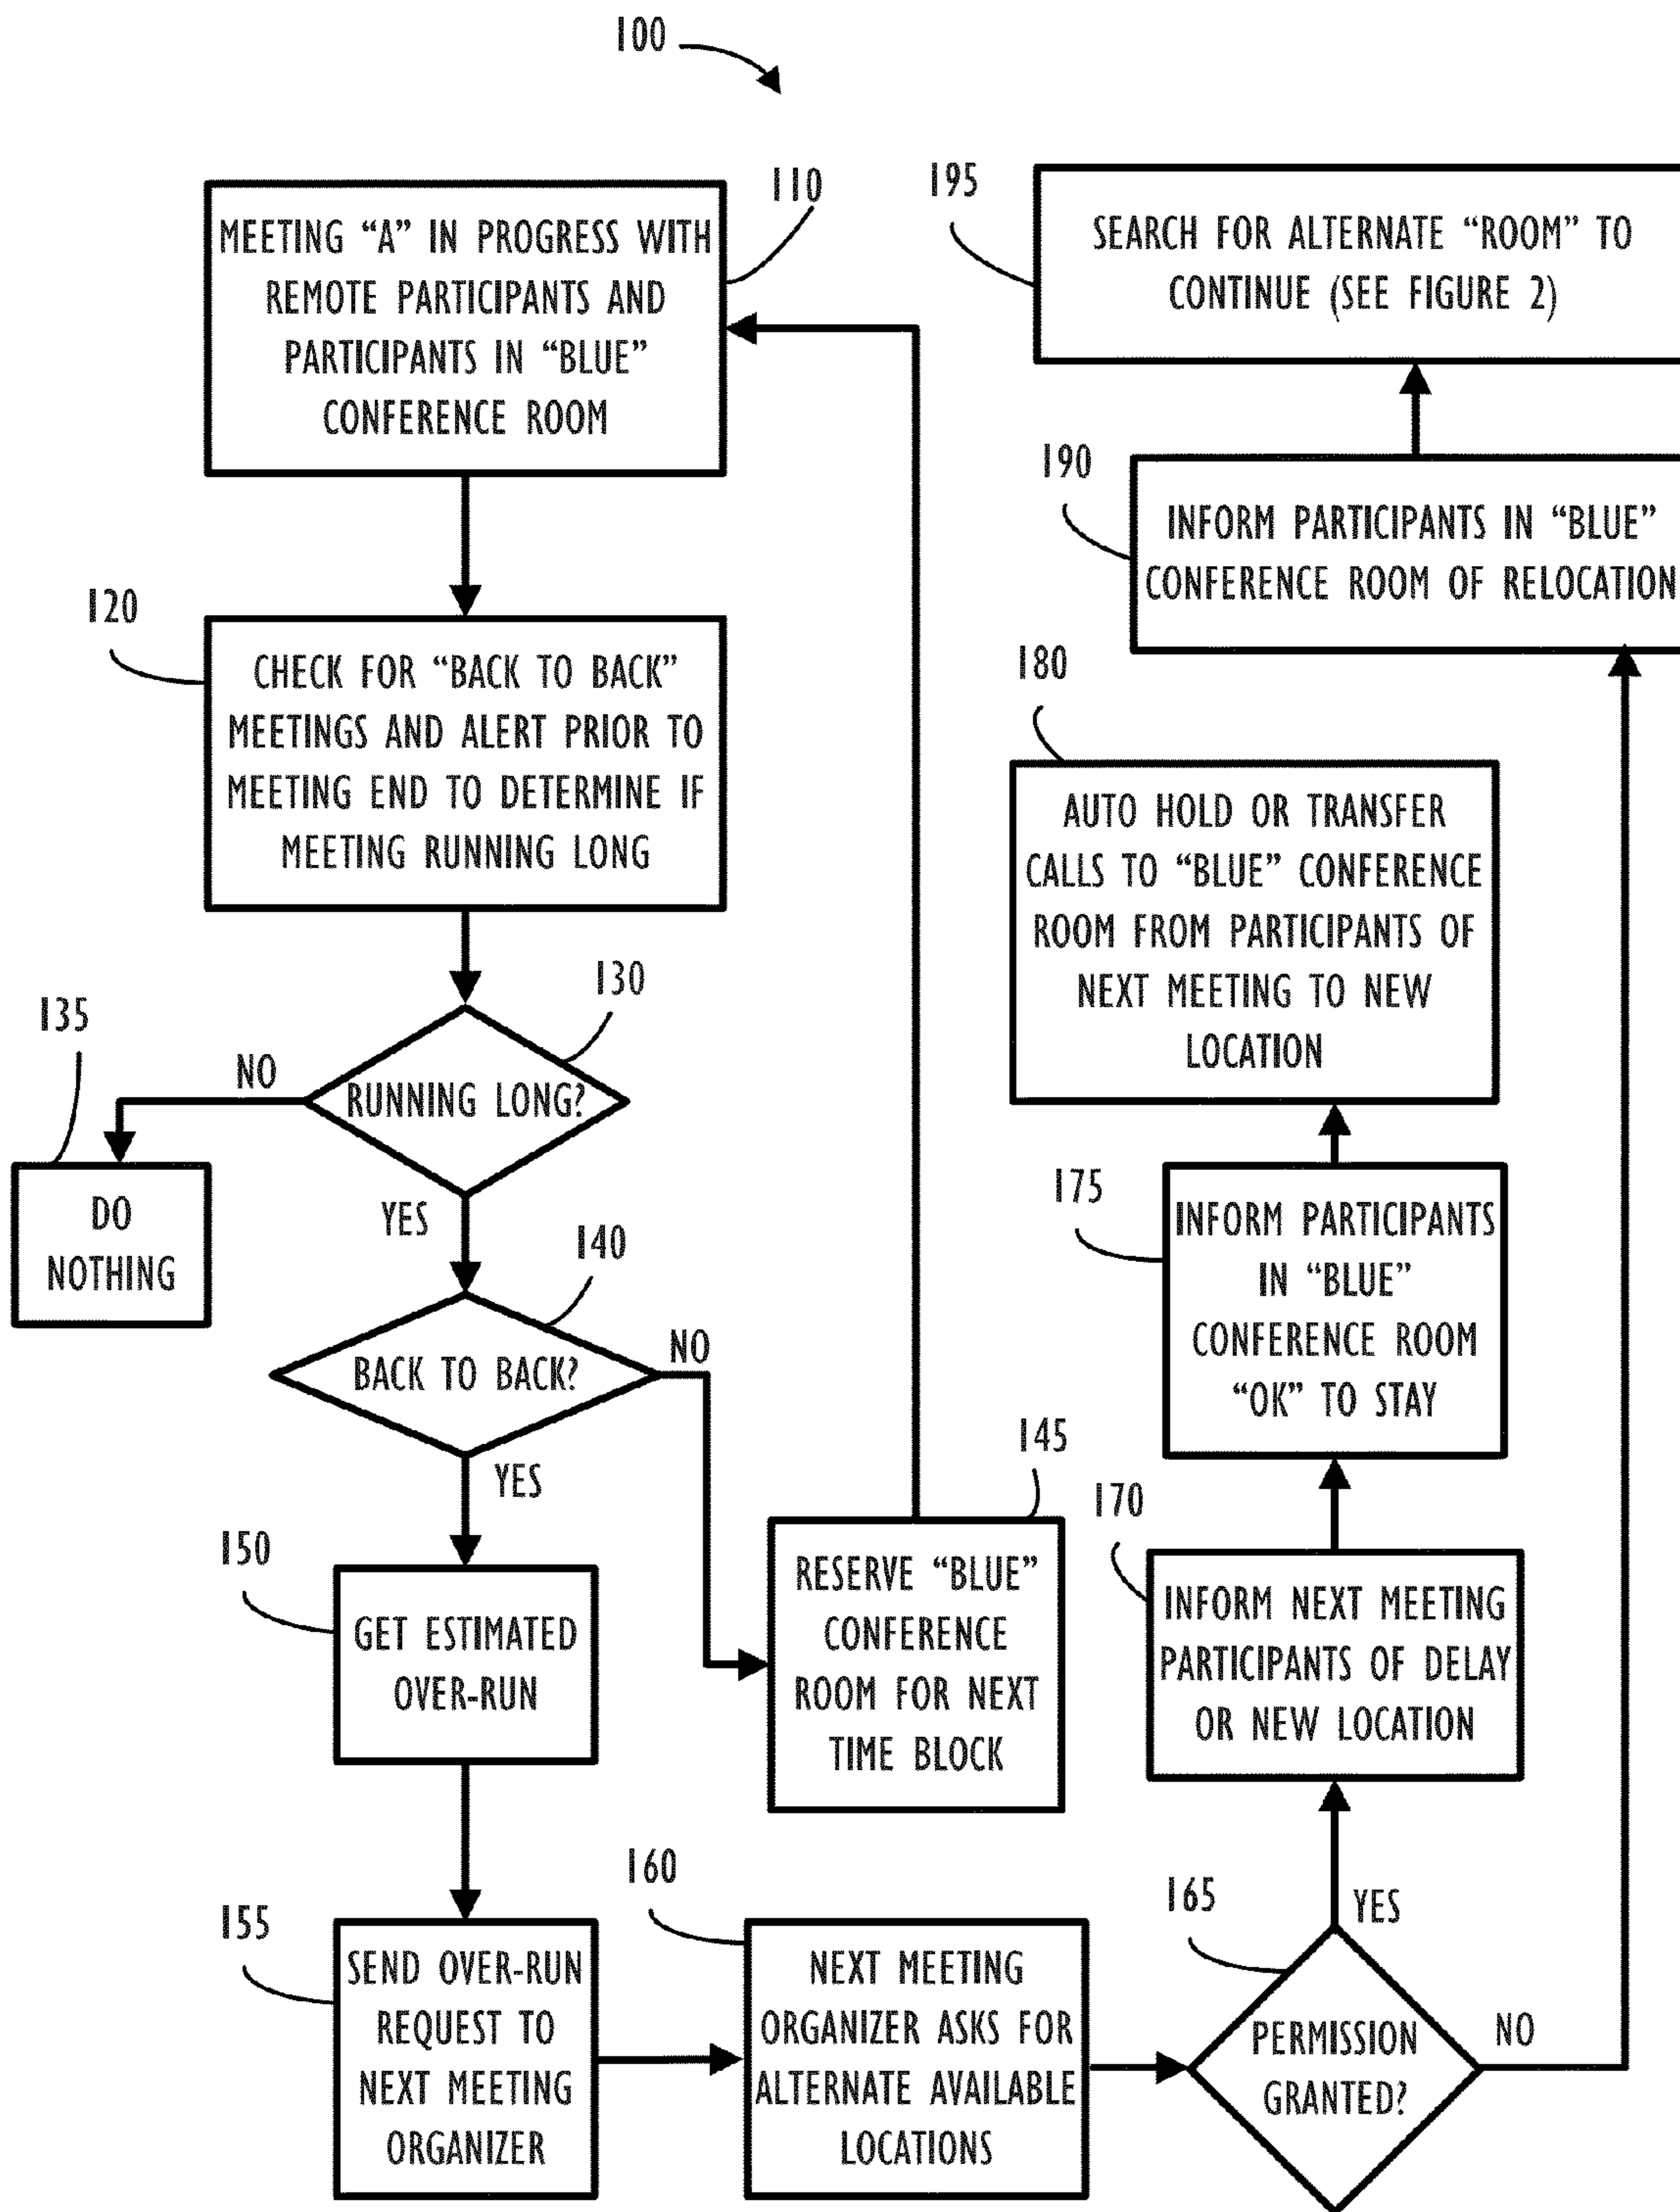 100
110
MEETING “A” IN PROGRESS WITH
REMOTE PARTICIPANTS AND
PARTICIPANTS IN “BLUE”
CONFERENCE ROOM
120
CHECK FOR “BACK TO BACK”
MEETINGS AND ALERT PRIOR TO
MEETING END TO DETERMINE IF
MEETING RUNNING LONG
130
RUNNING LONG?
NO
135
DO
NOTHING
YES
140
BACK TO BACK?
NO
145
RESERVE “BLUE”
CONFERENCE
ROOM FOR NEXT
TIME BLOCK
YES
150
GET ESTIMATED
OVER-RUN
155
SEND OVER-RUN
REQUEST TO
NEXT MEETING
ORGANIZER
160
NEXT MEETING
ORGANIZER ASKS FOR
ALTERNATE AVAILABLE
LOCATIONS
165
PERMISSION
GRANTED?
YES
NO
170
INFORM NEXT MEETING
PARTICIPANTS OF DELAY
OR NEW LOCATION
175
INFORM PARTICIPANTS
IN “BLUE”
CONFERENCE ROOM
“OK” TO STAY
180
AUTO HOLD OR TRANSFER
CALLS TO “BLUE” CONFERENCE
ROOM FROM PARTICIPANTS OF
NEXT MEETING TO NEW
LOCATION
190
INFORM PARTICIPANTS IN “BLUE”
CONFERENCE ROOM OF RELOCATION
195
SEARCH FOR ALTERNATE “ROOM” TO
CONTINUE (SEE FIGURE 2)